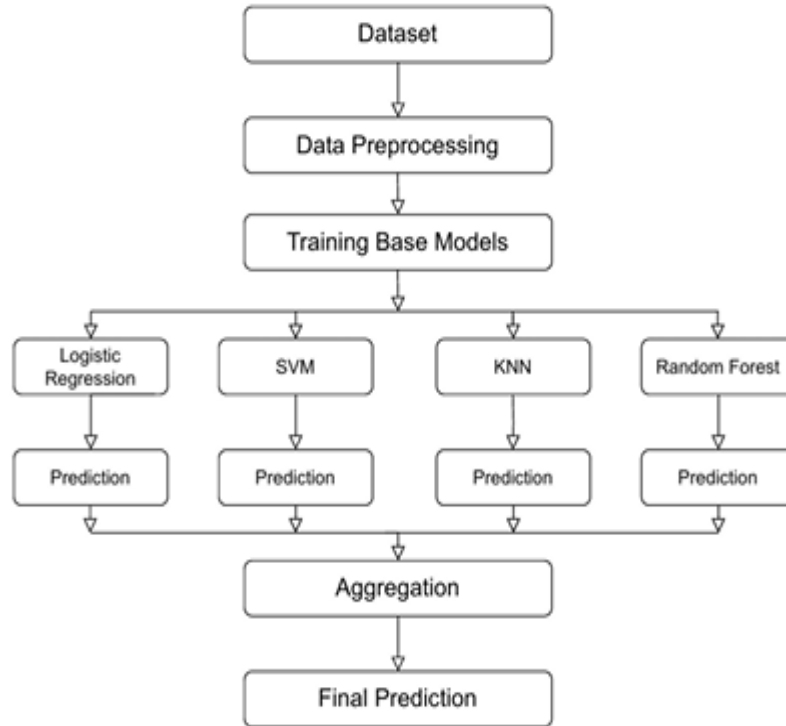 Dataset
Data Preprocessing
Training Base Models
Logistic
Regression
SVM
KNN
Random Forest
Prediction
Prediction
Prediction
Prediction
Aggregation
Final Prediction